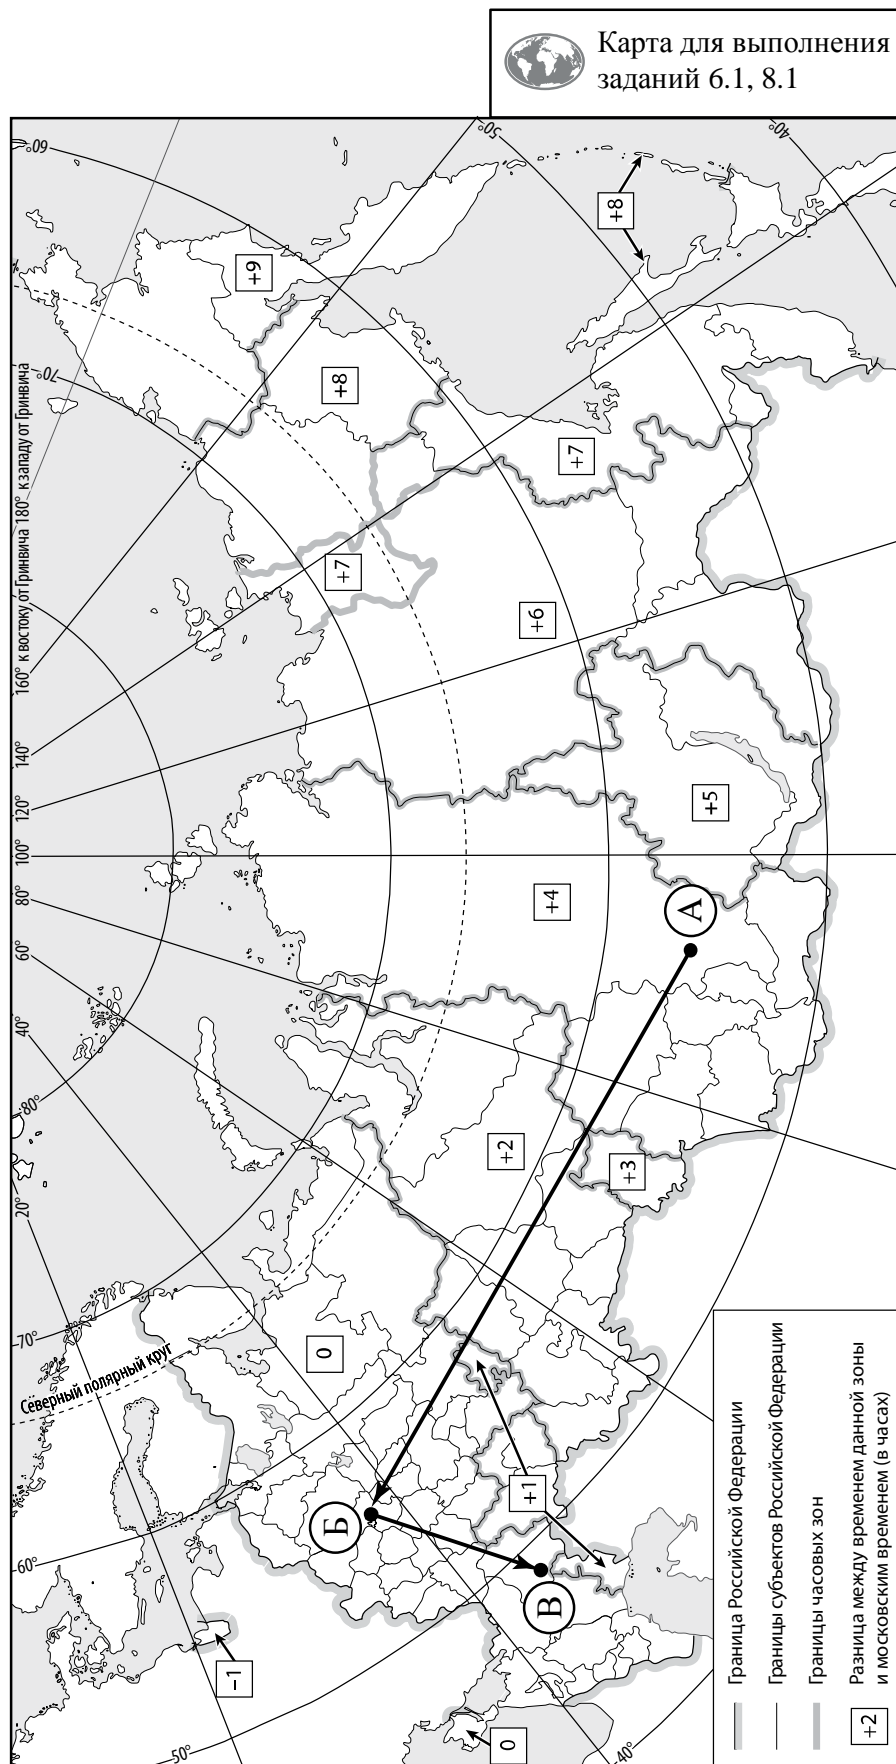 Карта для выполнения
заданий 6.1, 8.1
60°
50°
40°
+8
+9
70°
160° к востоку от Гринвича 180° к западу от Гринвича
+8
+7
+7
+6
140°
120°
100°
80°
60°
40°
80°
20°
+5
+4
А
+2
+3
0
70°
Северный полярный круг
+1
Б
В
60°
-1
50°
0
40°
Граница Российской Федерации
Границы субъектов Российской Федерации
Границы часовых зон
+2
Разница между временем данной зоны
и московским временем (в часах)